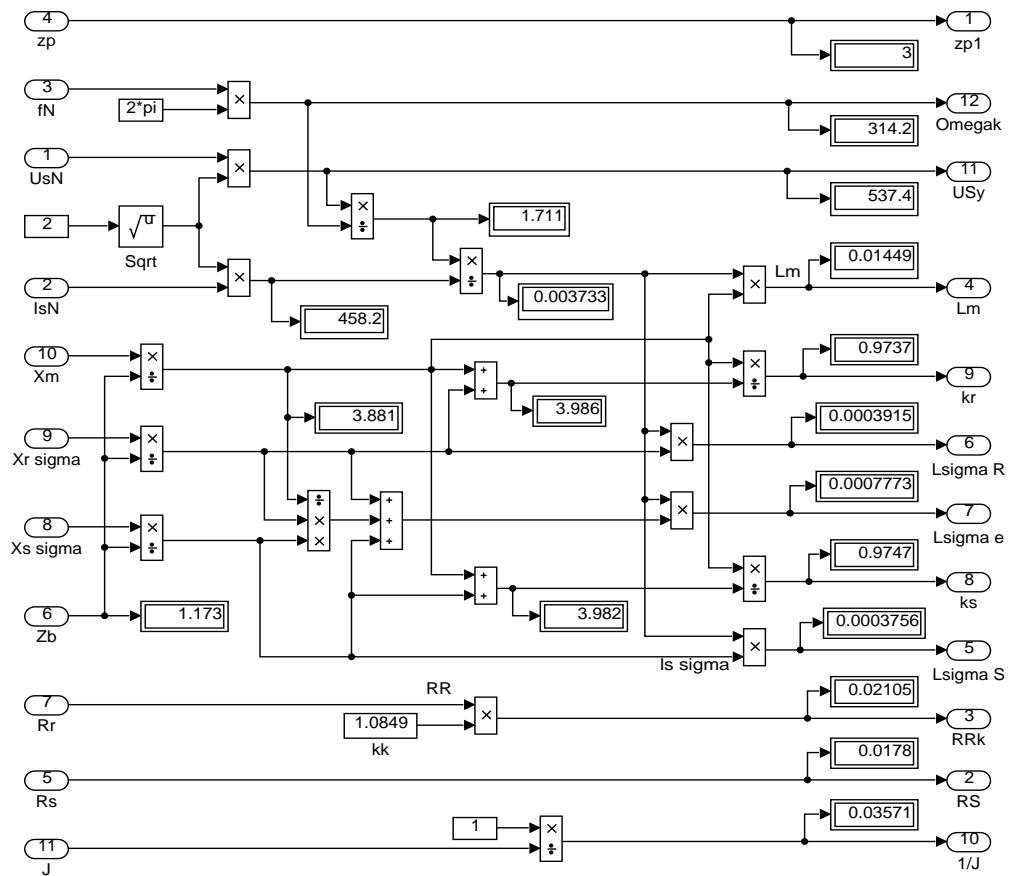 4
zp
1
zp1
3
3
fN
2*pi
×
12
Omegak
314.2
1
UsN
×
11
USy
537.4
×
÷
1.711
2
√u
Sqrt
×
÷
0.01449
2
IsN
×
0.003733
Lm
×
4
Lm
458.2
10
Xm
×
÷
+
+
×
÷
0.9737
9
kr
3.881
3.986
0.0003915
9
Xr sigma
×
÷
×
6
Lsigma R
0.0007773
÷
×
×
+
+
+
×
7
Lsigma e
8
Xs sigma
×
÷
0.9747
+
+
×
÷
8
ks
6
Zb
1.173
3.982
0.0003756
×
5
Lsigma S
ls sigma
7
Rr
RR
1.0849
kk
×
0.02105
3
RRk
5
Rs
0.0178
2
RS
1
×
÷
0.03571
11
J
10
1/J